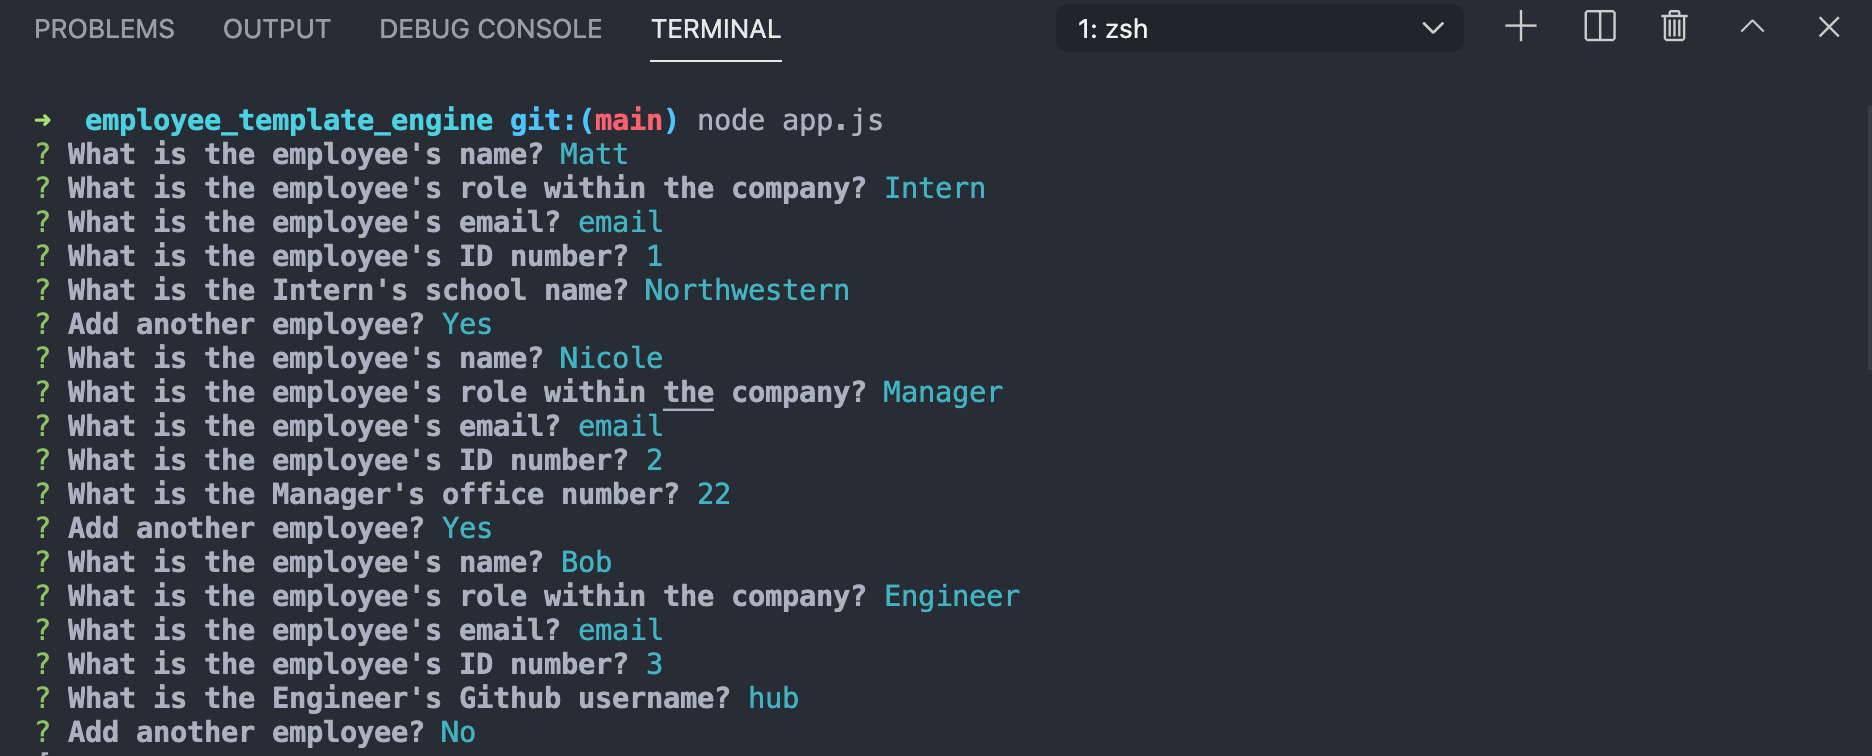 PROBLEMS OUTPUT DEBUG CONSOLE TERMINAL 1: zsh
➜ employee_template_engine git:(main) node app.js
? What is the employee's name? Matt
? What is the employee's role within the company? Intern
? What is the employee's email? email
? What is the employee's ID number? 1
? What is the Intern's school name? Northwestern
? Add another employee? Yes
? What is the employee's name? Nicole
? What is the employee's role within the company? Manager
? What is the employee's email? email
? What is the employee's ID number? 2
? What is the Manager's office number? 22
? Add another employee? Yes
? What is the employee's name? Bob
? What is the employee's role within the company? Engineer
? What is the employee's email? email
? What is the employee's ID number? 3
? What is the Engineer's Github username? hub
? Add another employee? No